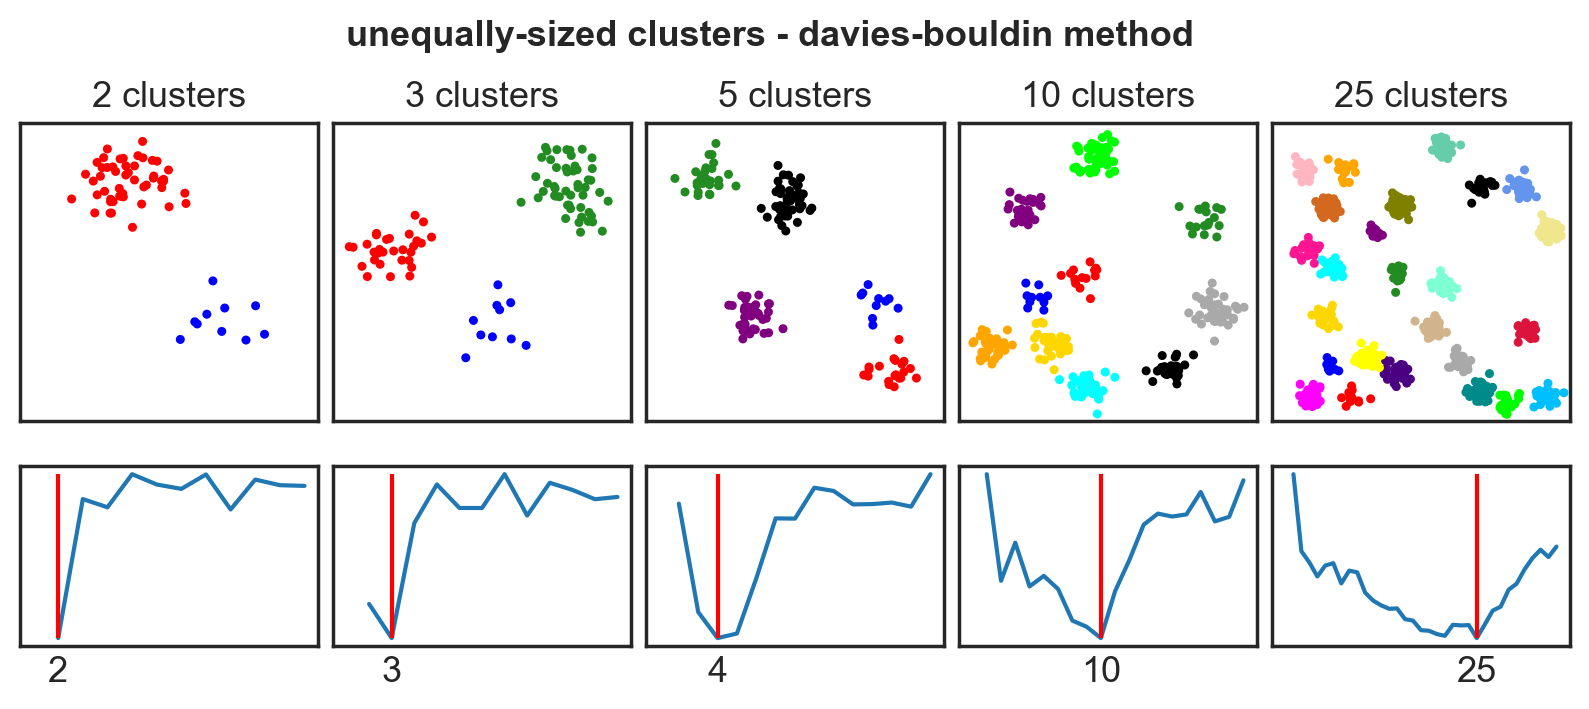 unequally-sized clusters - davies-bouldin method
2 clusters 3 clusters 5 clusters 10 clusters 25 clusters
2 3 4 10 25